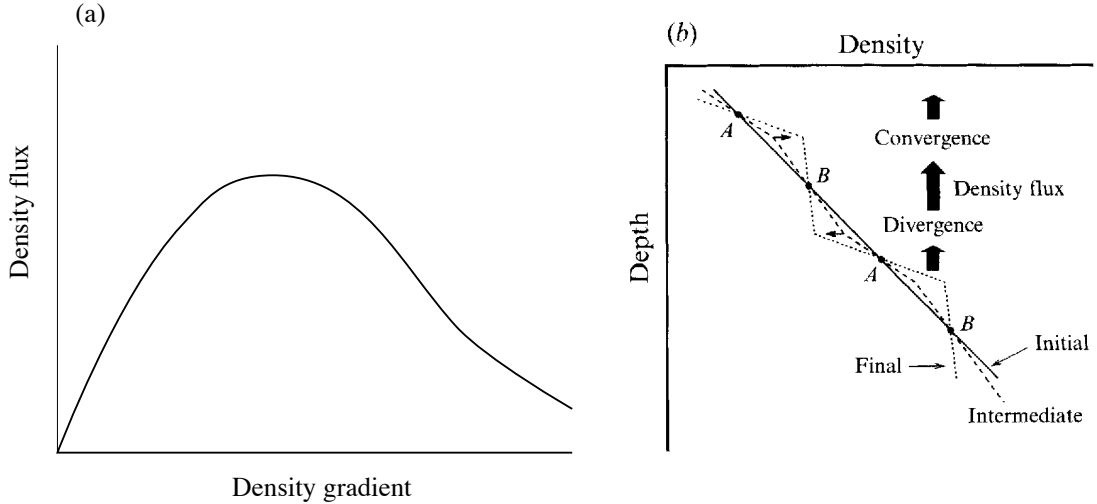 (a)
Density flux
Density gradient
(b)
Density
Depth
A
Convergence
B
Density flux
Divergence
A
B
Initial
Final
Intermediate